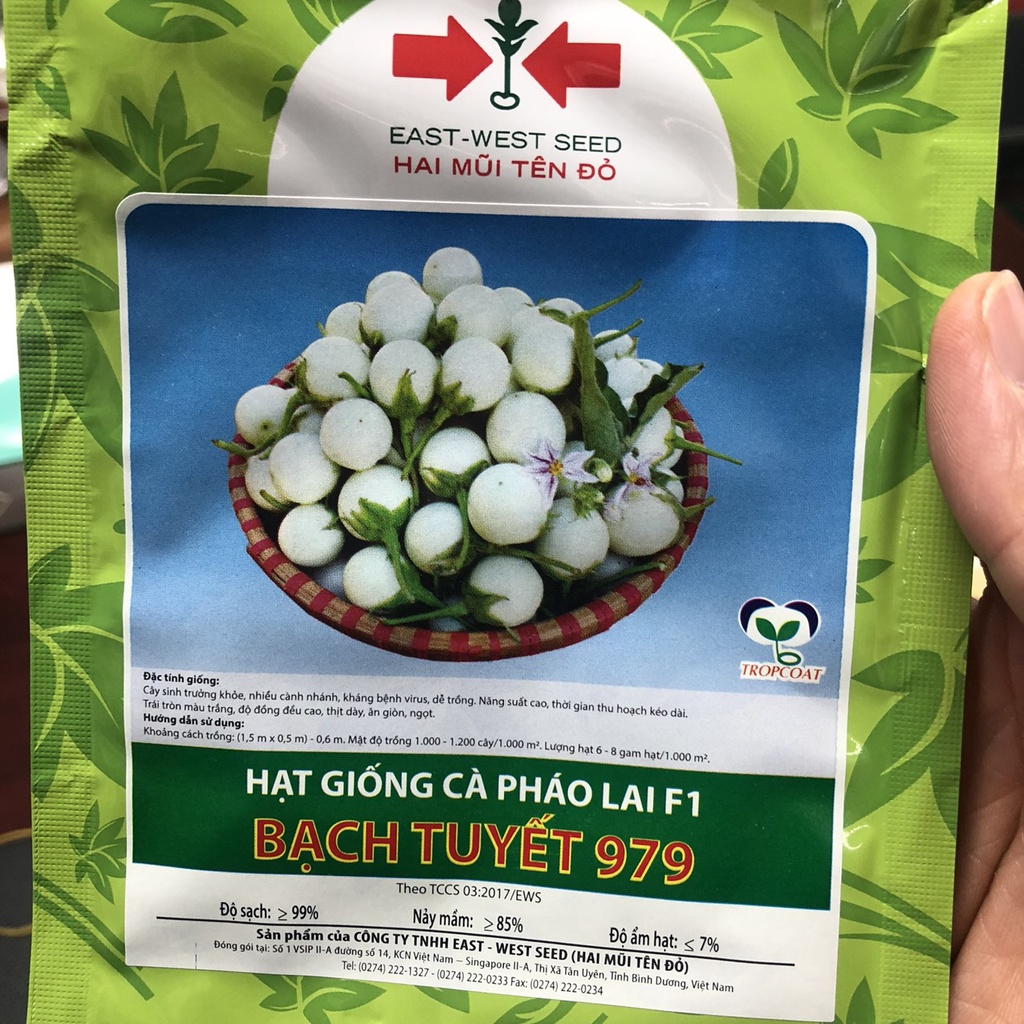 EAST-WEST SEED
HAI MŨI TÊN ĐỎ
TROPCOAT
Đặc tính giống:
Cây sinh trưởng khỏe, nhiều cành nhánh, kháng bệnh virus, dễ trồng. Năng suất cao, thời gian thu hoạch kéo dài.
Trái tròn màu trắng, độ đồng đều cao, thịt dày, ăn giòn, ngọt.
Hướng dẫn sử dụng:
Khoảng cách trồng: (1,5 m x 0,5 m) - 0,6 m. Mật độ trồng 1.000 - 1.200 cây/1.000 m². Lượng hạt 6 - 8 gam hạt/1.000 m².
HẠT GIỐNG CÀ PHÁO LAI F1
BẠCH TUYẾT 979
Theo TCCS 03:2017/EWS
Độ sạch: ≥ 99% Nảy mầm: ≥ 85% Độ ẩm hạt: ≤ 7%
Sản phẩm của CÔNG TY TNHH EAST - WEST SEED (HAI MŨI TÊN ĐỎ)
Đóng gói tại: Số 1 VSIP II-A đường số 14, KCN Việt Nam – Singapore II-A, Thị Xã Tân Uyên, Tỉnh Bình Dương, Việt Nam
Tel: (0274) 222-1327 - (0274) 222-0233 Fax: (0274) 222-0234